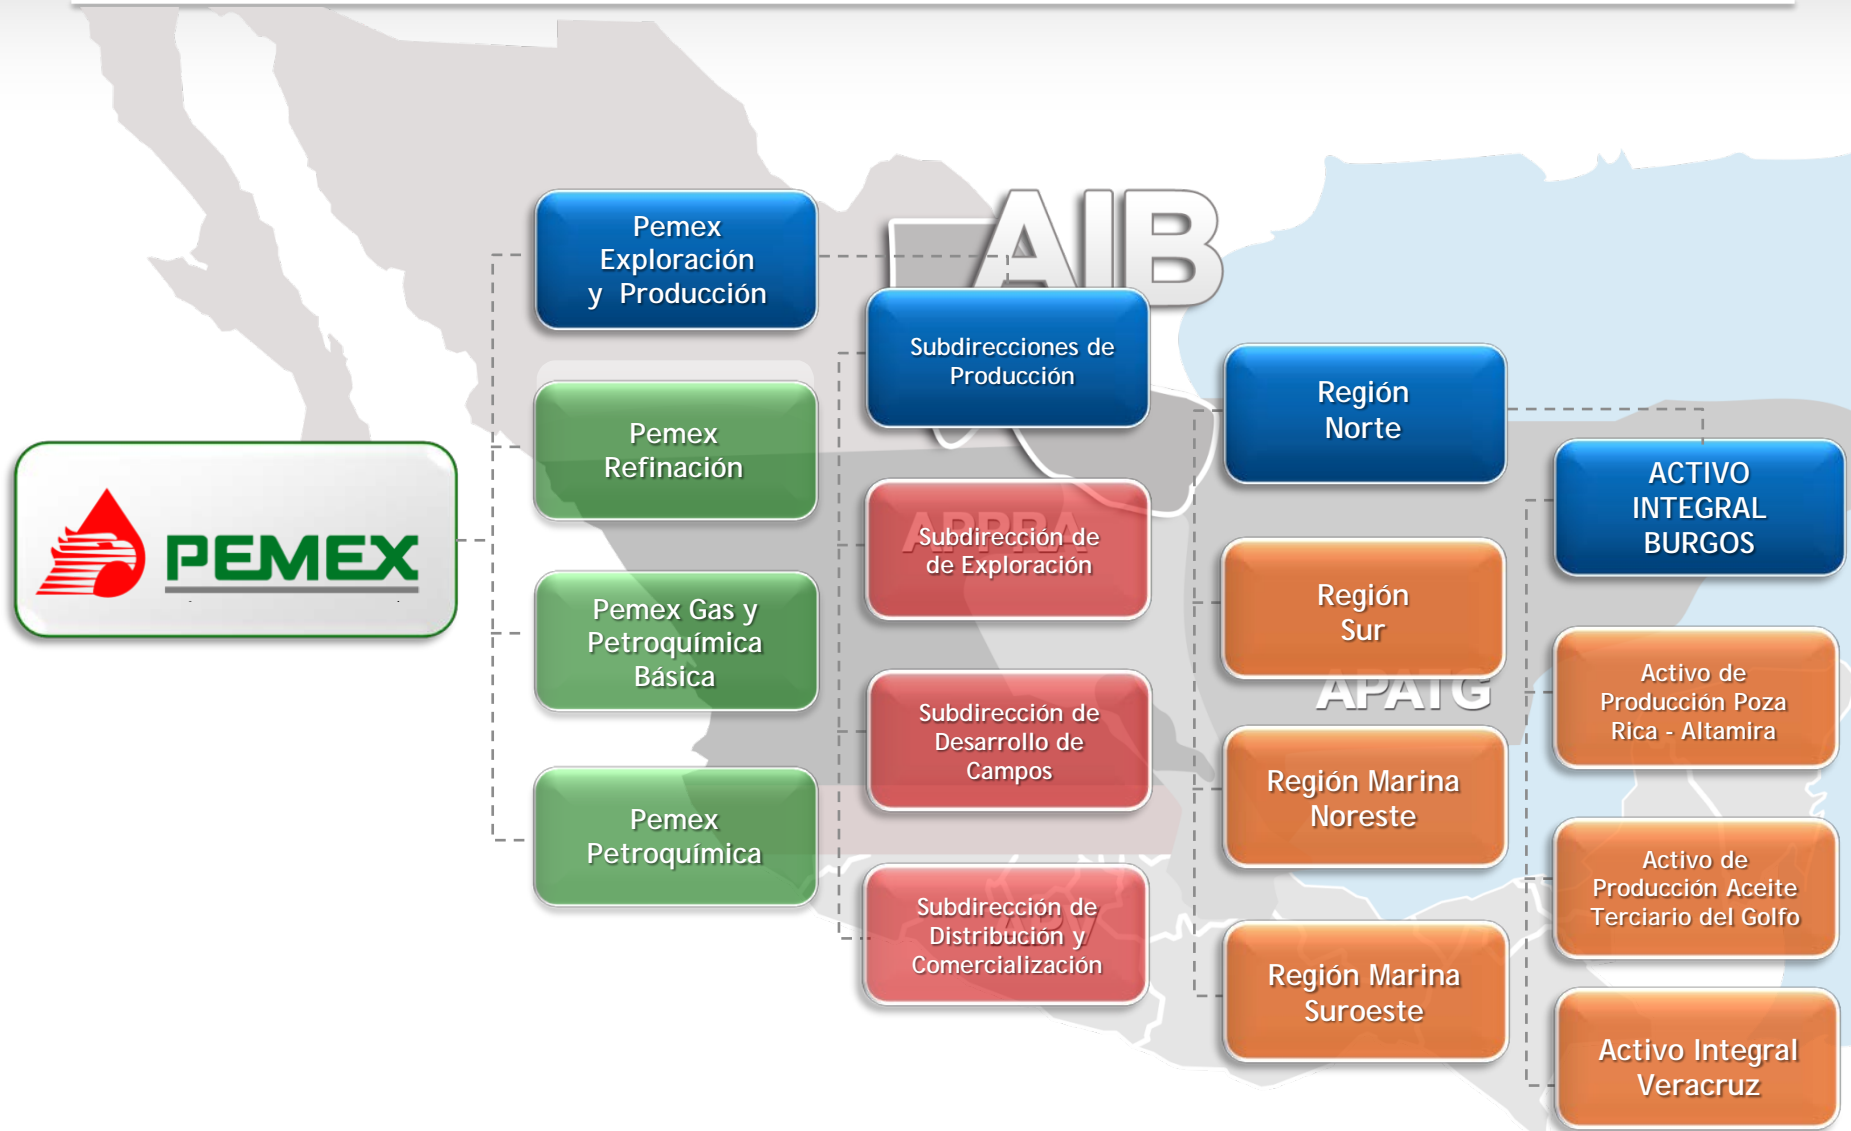 PEMEX
Pemex
Exploración
y Producción
Pemex
Refinación
Pemex Gas y
Petroquímica
Básica
Pemex
Petroquímica
AIB
Subdirecciones de
Producción
APPRA
Subdirección de
de Exploración
Subdirección de
Desarrollo de
Campos
Subdirección de
Distribución y
Comercialización
Región
Norte
Región
Sur
APATG
Región Marina
Noreste
Región Marina
Suroeste
ACTIVO
INTEGRAL
BURGOS
Activo de
Producción Poza
Rica - Altamira
Activo de
Producción Aceite
Terciario del Golfo
Activo Integral
Veracruz